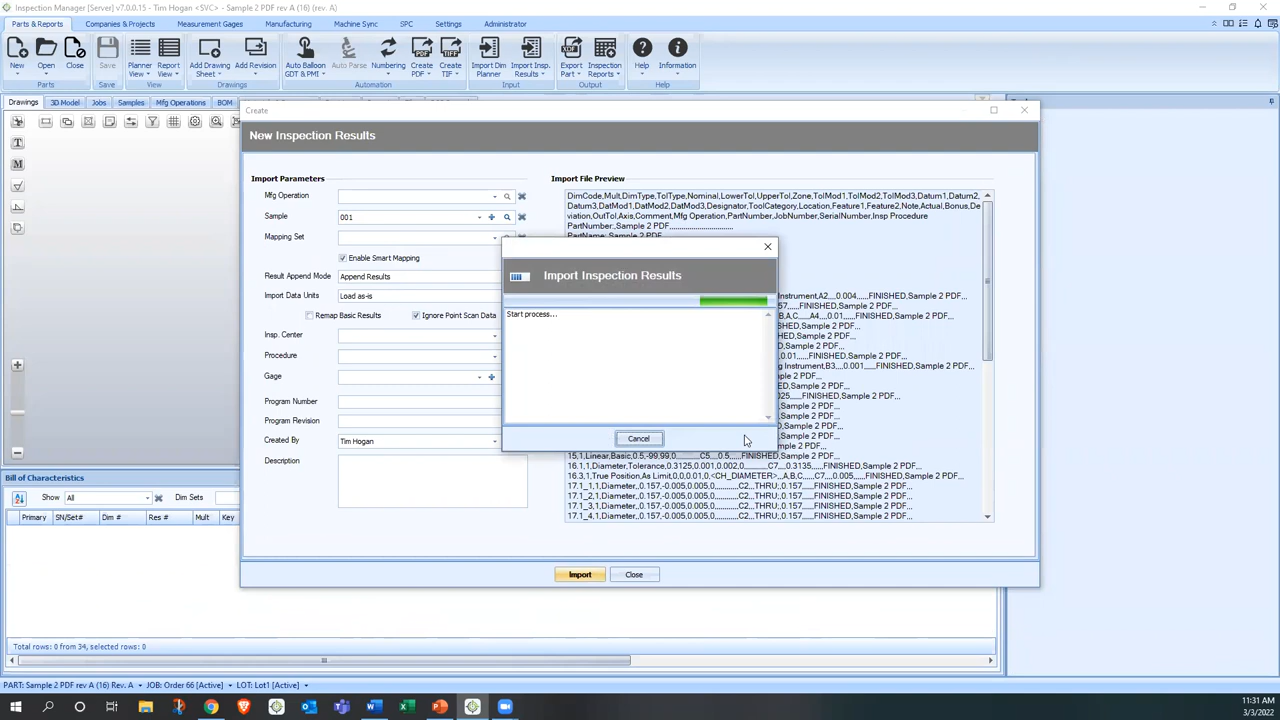 Inspection Manager [Server] v7.0.0.15 - Tim Hogan <SVC> - Sample 2 PDF rev A (16) (rev. A)
Parts & Reports Companies & Projects Measurement Gages Manufacturing Machine Sync SPC Settings Administrator
New Open Close Save Planner View Report View Add Drawing Sheet Add Revision Auto Balloon GDT & PMI Auto Parse Numbering Create PDF Create TIF Import Dim Planner Import Insp. Results Export Part Inspection Reports Help Information
Parts Save View Drawings Automation Input Output Help
Drawings 3D Model Jobs Samples Mfg Operations BOM
Create
New Inspection Results
Import Parameters
Mfg Operation
Sample 001
Mapping Set
Enable Smart Mapping
Result Append Mode Append Results
Import Data Units Load as-is
Remap Basic Results Ignore Point Scan Data
Insp. Center
Procedure
Gage
Program Number
Program Revision
Created By Tim Hogan
Description
Import File Preview
DimCode,Mult,DimType,TolType,Nominal,LowerTol,UpperTol,Zone,TolMod1,TolMod2,TolMod3,Datum1,Datum2,
Datum3,DatMod1,DatMod2,DatMod3,Designator,ToolCategory,Location,Feature1,Feature2,Note,Actual,Bonus,De
viation,OutTol,Axis,Comment,Mfg Operation,PartNumber,JobNumber,SerialNumber,Insp Procedure
PartNumber:,Sample 2 PDF,,,,,,,,,,,,,,,,,,
PartName: Sample 2 PDF
Import Inspection Results
Start process...
Cancel
15,1,Linear,Basic,0.5,-99,99,0,,,,,,,,,,,C5,,,0.5,,,,,,FINISHED,Sample 2 PDF,,,
16.1,1,Diameter,Tolerance,0.3125,0.001,0.002,0,,,,,,,,,,,C7,,,,0.3135,,,,,,FINISHED,Sample 2 PDF,,,
16.3,1,True Position,As Limit,0,0,0.01,0,<CH_DIAMETER>,,,A,B,C,,,,,,C7,,,,0.005,,,,,,FINISHED,Sample 2 PDF,,,
17.1_1,1,Diameter,,0.157,-0.005,0.005,0,,,,,,,,,,,C2,,,THRU;,0.157,,,,,,FINISHED,Sample 2 PDF,,,
17.1_2,1,Diameter,,0.157,-0.005,0.005,0,,,,,,,,,,,C2,,,THRU;,0.157,,,,,,FINISHED,Sample 2 PDF,,,
17.1_3,1,Diameter,,0.157,-0.005,0.005,0,,,,,,,,,,,C2,,,THRU;,0.157,,,,,,FINISHED,Sample 2 PDF,,,
17.1_4,1,Diameter,,0.157,-0.005,0.005,0,,,,,,,,,,,C2,,,THRU;,0.157,,,,,,FINISHED,Sample 2 PDF,,,
Import Close
Bill of Characteristics
Show All Dim Sets
Primary SN/Set# Dim # Res # Mult Key
Total rows: 0 from 34, selected rows: 0
PART: Sample 2 PDF rev A (16) Rev. A JOB: Order 66 [Active] LOT: Lot1 [Active]
11:31 AM
3/3/2022